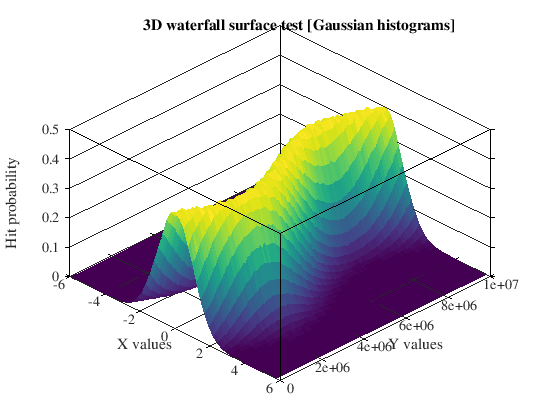 3D waterfall surface test [Gaussian histograms]
Hit probability
0.5
0.4
0.3
0.2
0.1
0
-6
-4
-2
0
2
4
6
X values
0
2e+06
4e+06
6e+06
8e+06
1e+07
Y values